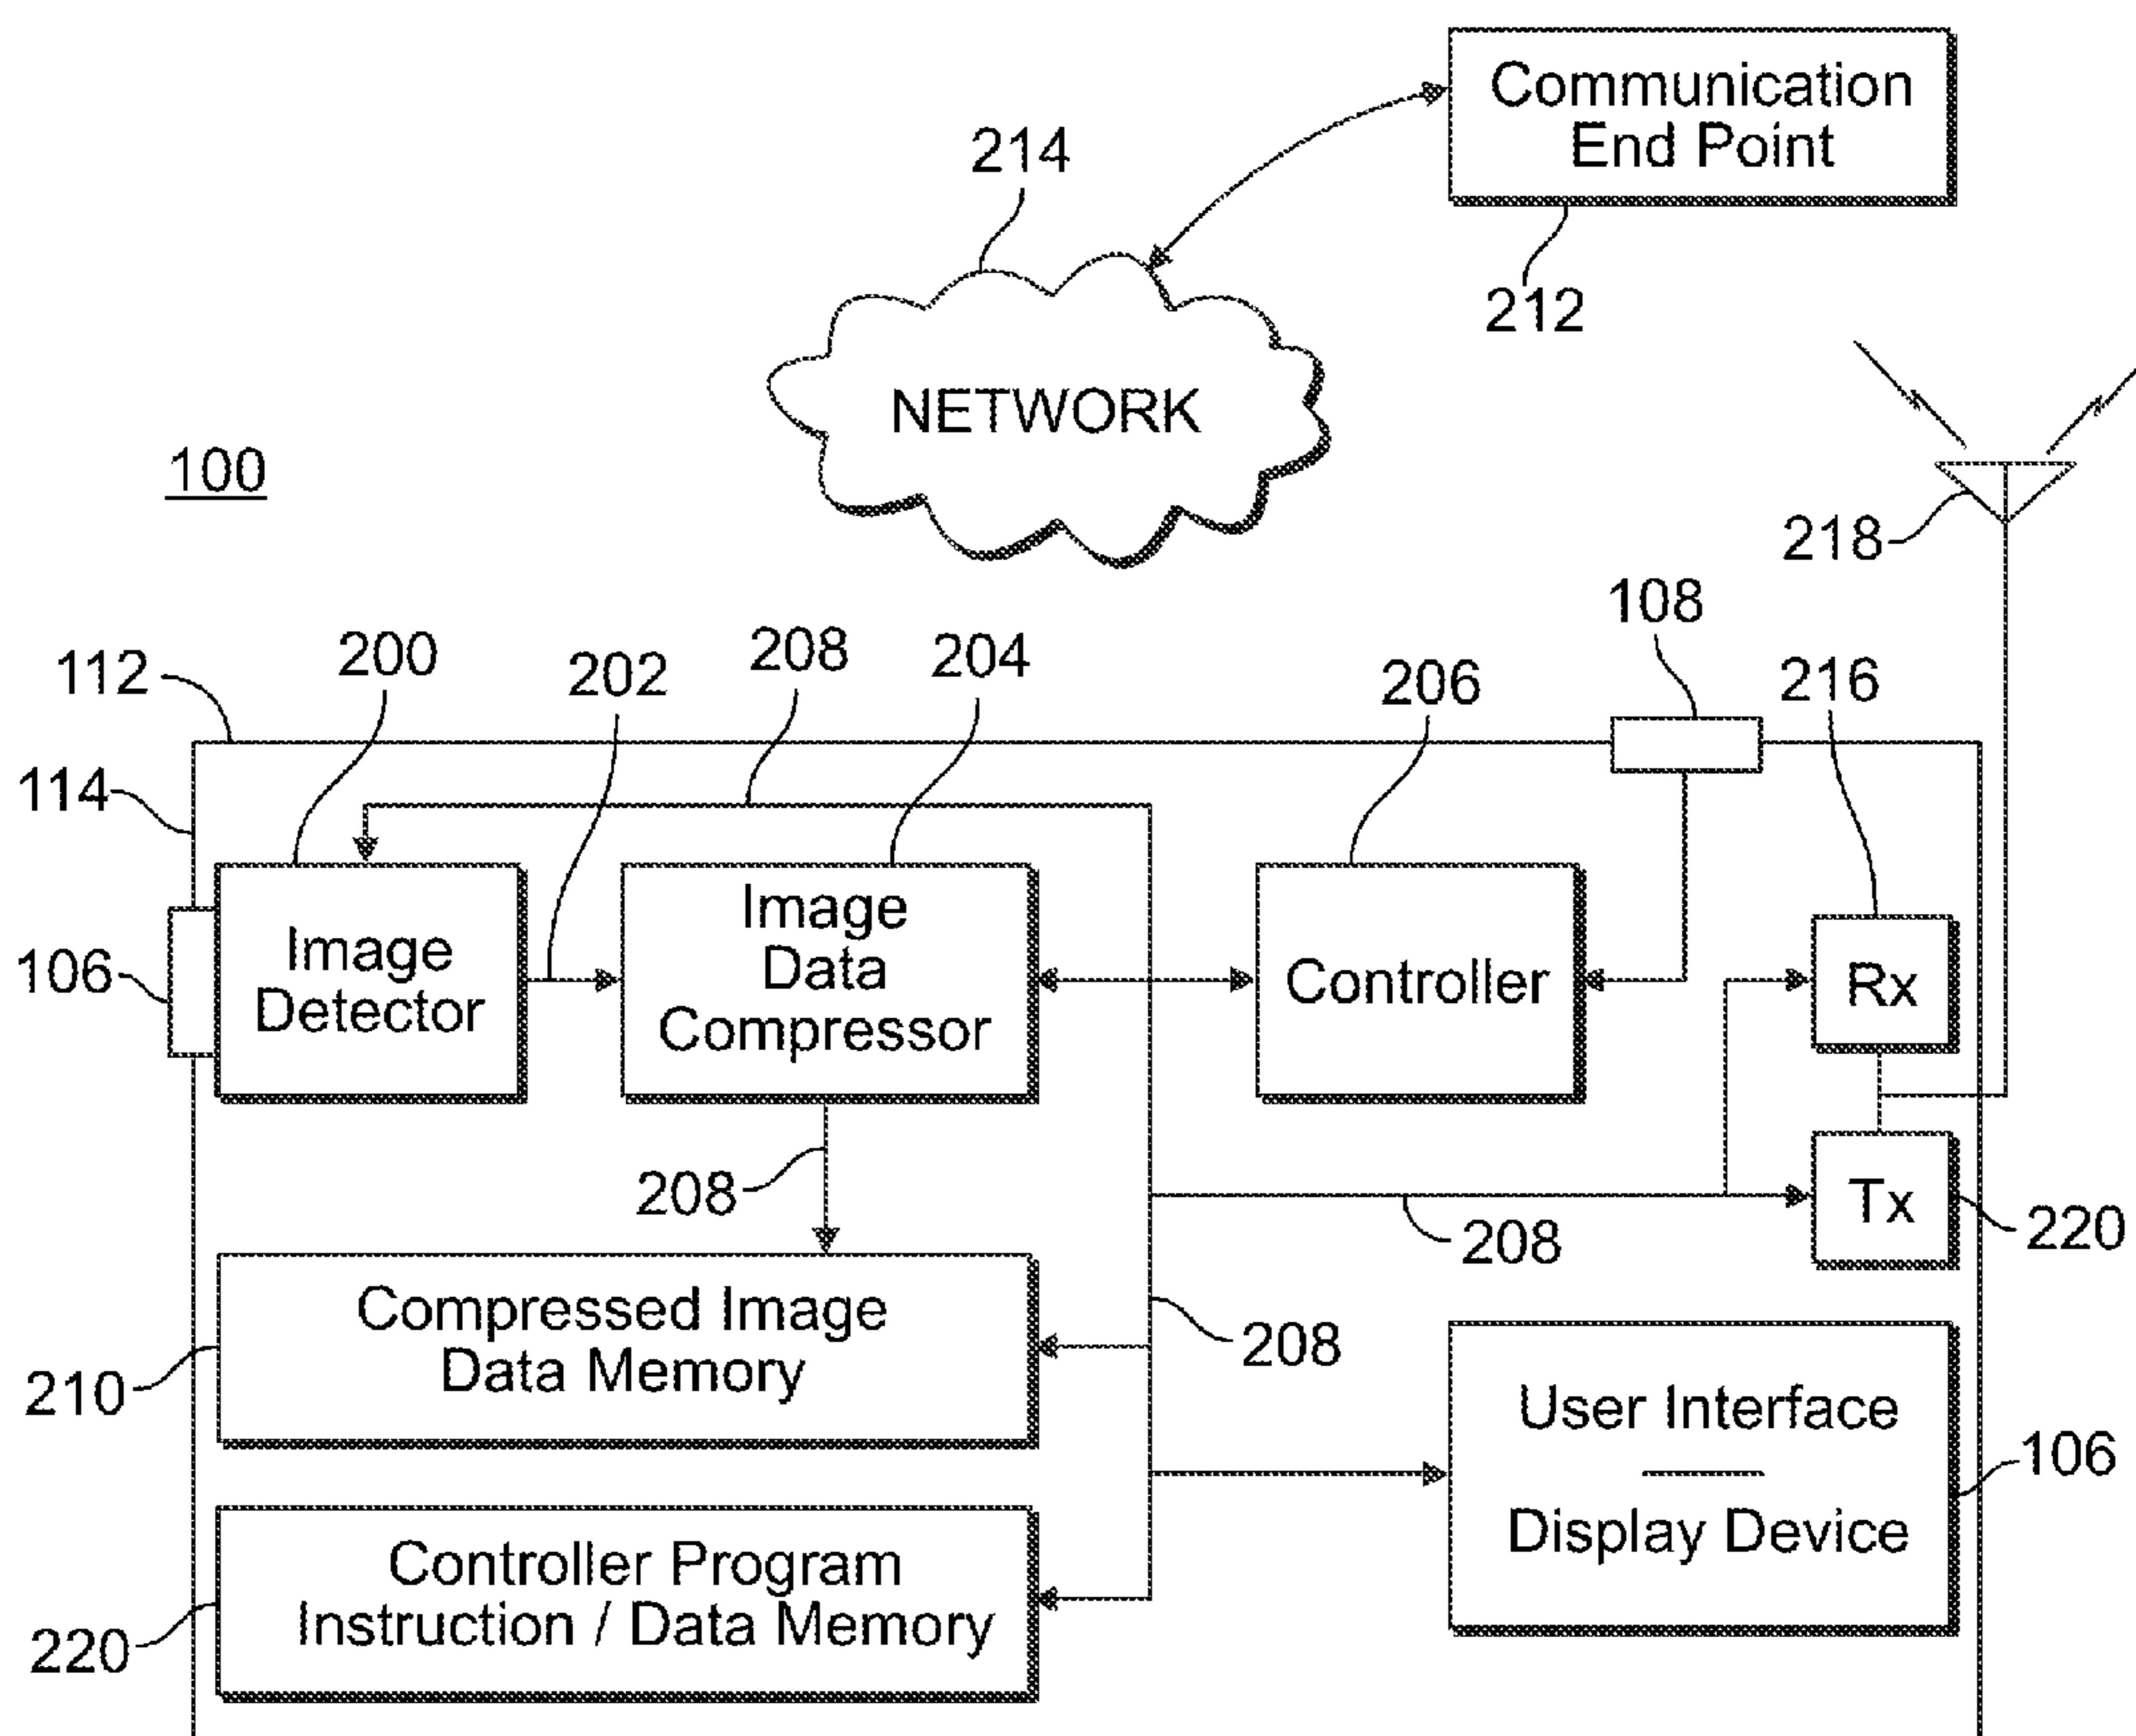 Communication
End Point
214
212
NETWORK
100
218
108
112
200
202
208
204
206
216
114
106
Image
Detector
Image
Data
Compressor
Controller
Rx
208
Tx
208
220
Compressed Image
Data Memory
210
208
User Interface
Display Device
106
Controller Program
Instruction / Data Memory
220